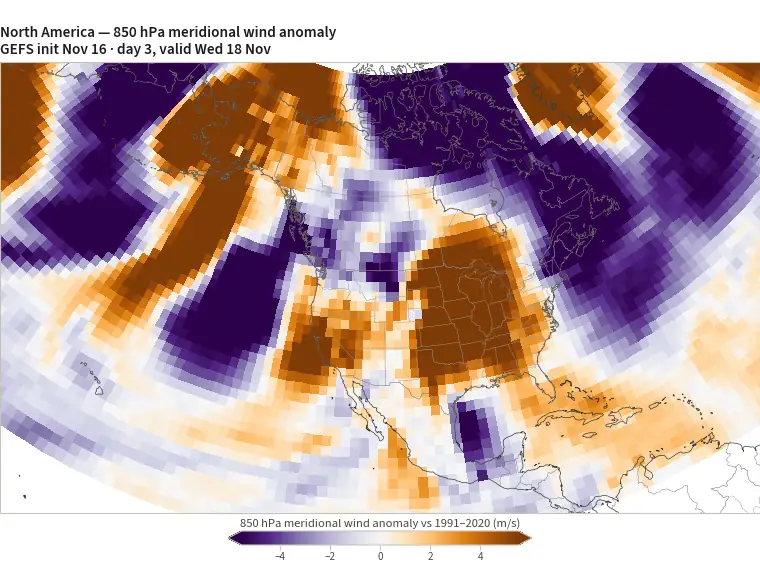 North America — 850 hPa meridional wind anomaly
GEFS init Nov 16 · day 3, valid Wed 18 Nov
850 hPa meridional wind anomaly vs 1991–2020 (m/s)
−4 −2 0 2 4